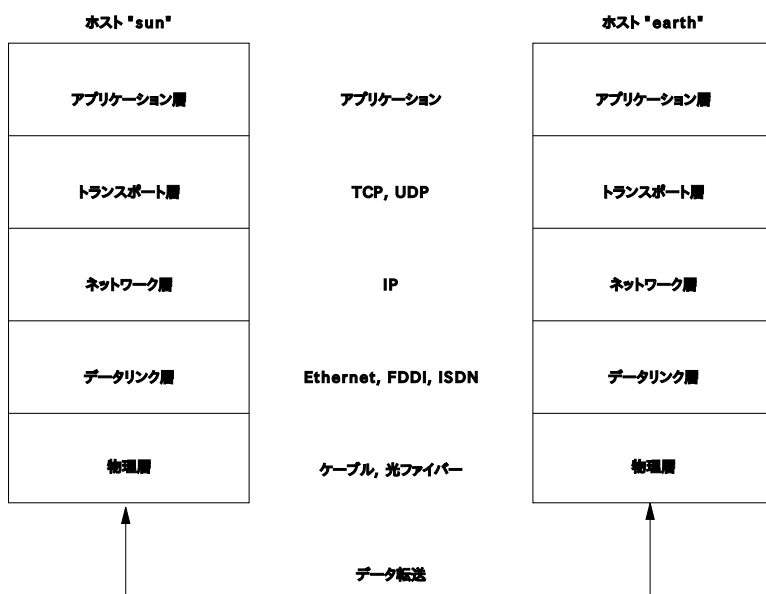 ホスト "sun"
ホスト "earth"
アプリケーション層
アプリケーション
アプリケーション層
トランスポート層
TCP, UDP
トランスポート層
ネットワーク層
IP
ネットワーク層
データリンク層
Ethernet, FDDI, ISDN
データリンク層
物理層
ケーブル, 光ファイバー
物理層
データ転送